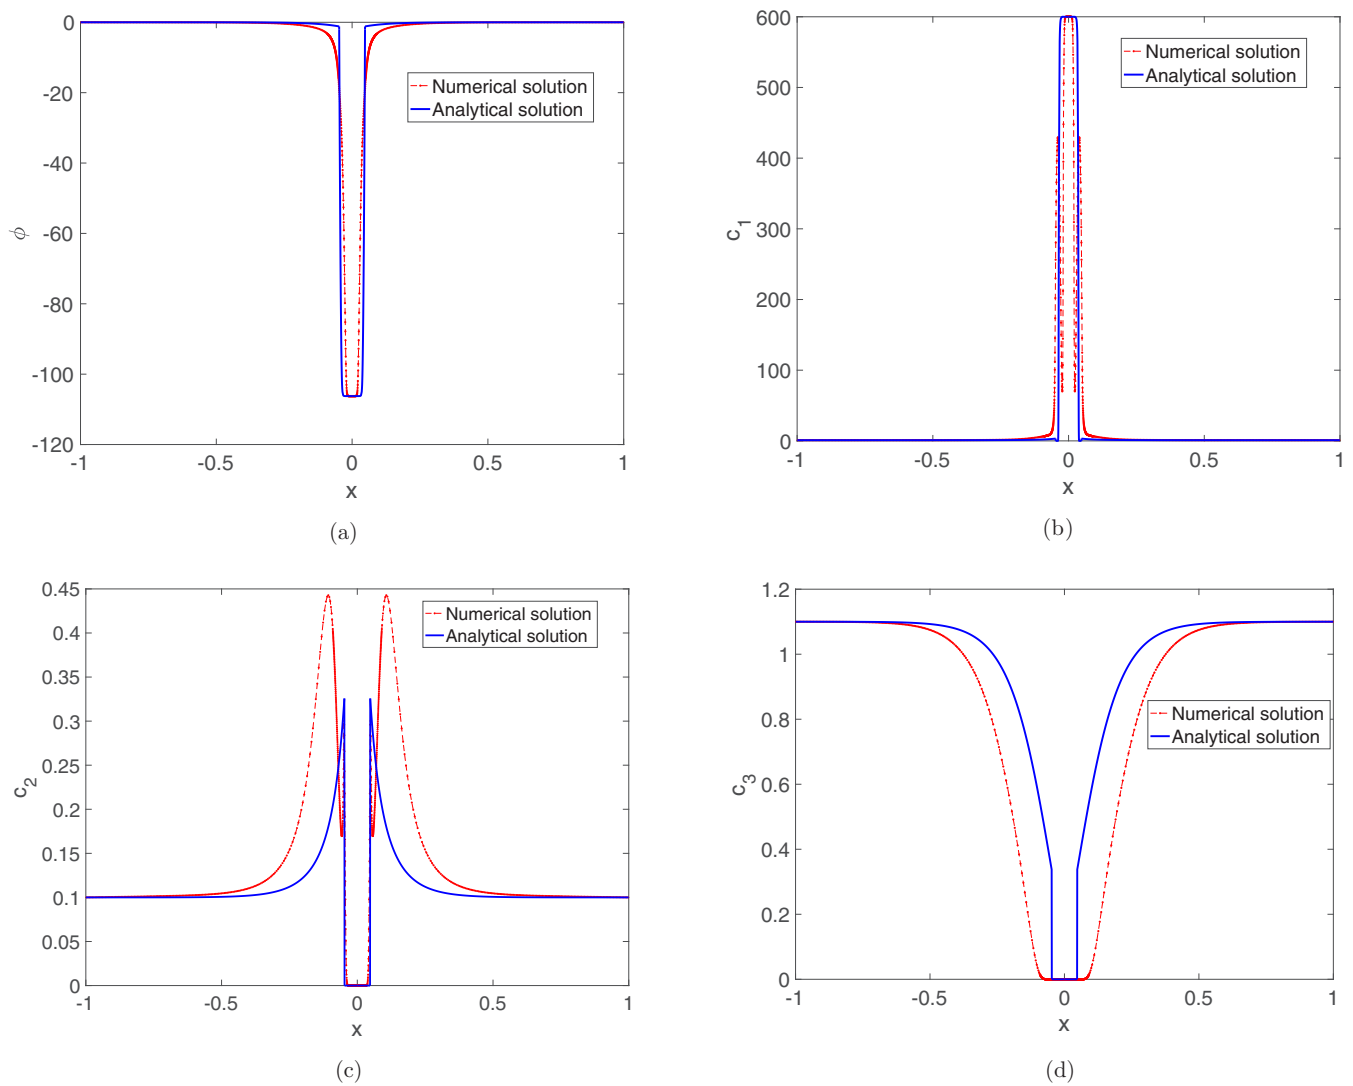 0
-20
-40
-60
-80
-100
-120
ϕ
-1
-0.5
0
0.5
1
x
Numerical solution
Analytical solution
(a)
600
500
400
300
200
100
0
c1
-1
-0.5
0
0.5
1
x
Numerical solution
Analytical solution
(b)
0.45
0.4
0.35
0.3
0.25
0.2
0.15
0.1
0.05
0
c2
-1
-0.5
0
0.5
1
x
Numerical solution
Analytical solution
(c)
1.2
1
0.8
0.6
0.4
0.2
0
c3
-1
-0.5
0
0.5
1
x
Numerical solution
Analytical solution
(d)